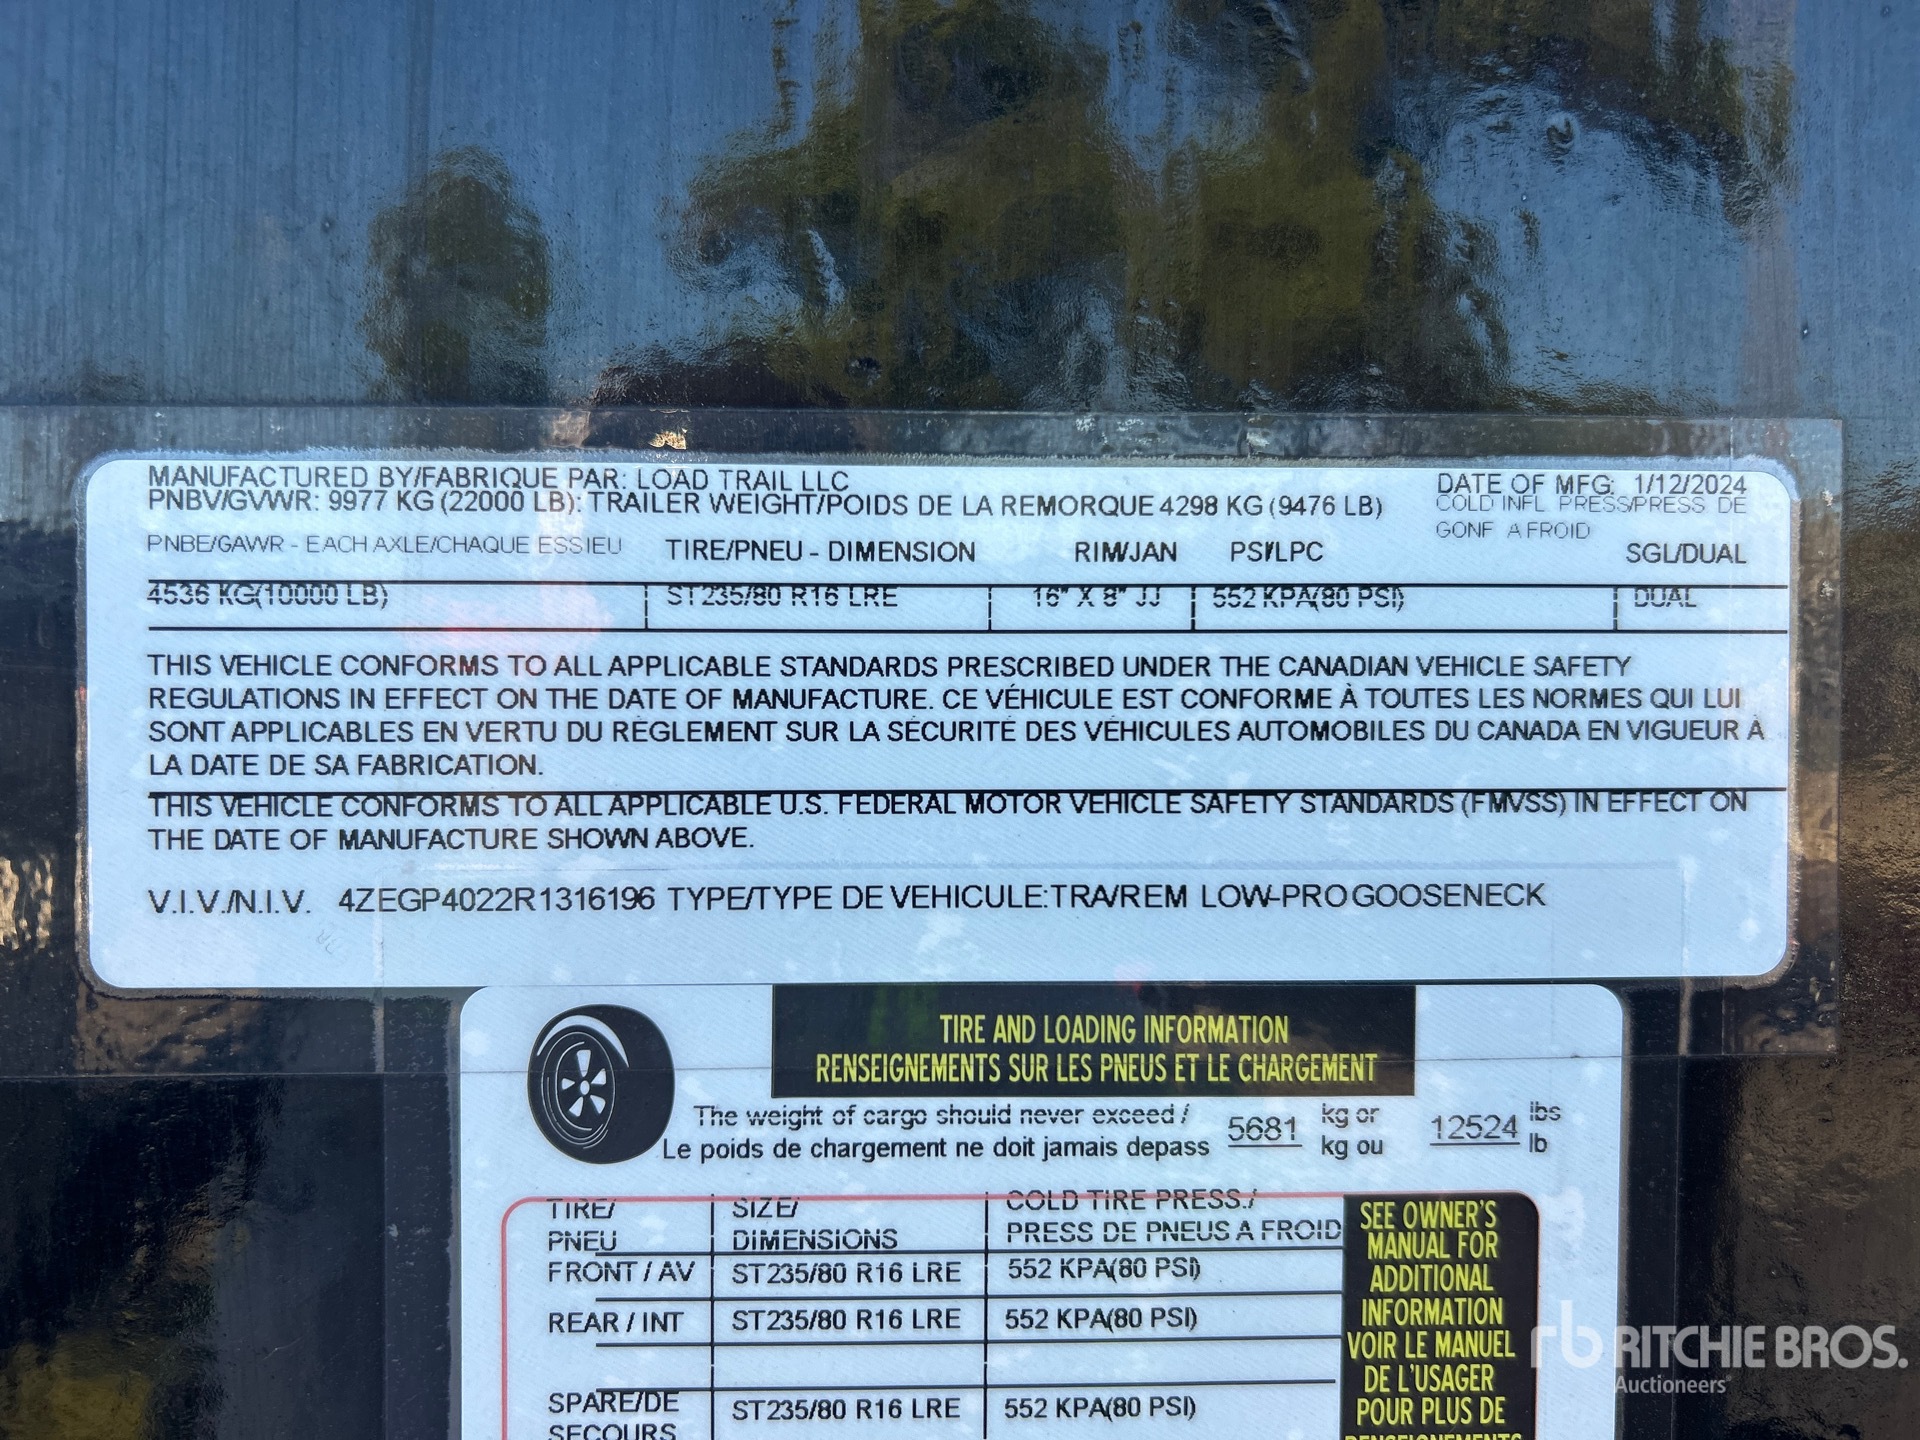 MANUFACTURED BY/FABRIQUE PAR: LOAD TRAIL LLC DATE OF MFG: 1/12/2024
PNBV/GVWR: 9977 KG (22000 LB): TRAILER WEIGHT/POIDS DE LA REMORQUE 4298 KG (9476 LB) COLD INFL PRESS/PRESS DE
GONF A FROID
PNBE/GAWR - EACH AXLE/CHAQUE ESSIEU TIRE/PNEU - DIMENSION RIM/JAN PSI/LPC SGL/DUAL
4536 KG(10000 LB) ST235/80 R16 LRE 16" X 8" JJ 552 KPA(80 PSI) DUAL
THIS VEHICLE CONFORMS TO ALL APPLICABLE STANDARDS PRESCRIBED UNDER THE CANADIAN VEHICLE SAFETY
REGULATIONS IN EFFECT ON THE DATE OF MANUFACTURE. CE VÉHICULE EST CONFORME À TOUTES LES NORMES QUI LUI
SONT APPLICABLES EN VERTU DU RÈGLEMENT SUR LA SÉCURITÉ DES VÉHICULES AUTOMOBILES DU CANADA EN VIGUEUR À
LA DATE DE SA FABRICATION.
THIS VEHICLE CONFORMS TO ALL APPLICABLE U.S. FEDERAL MOTOR VEHICLE SAFETY STANDARDS (FMVSS) IN EFFECT ON
THE DATE OF MANUFACTURE SHOWN ABOVE.
V.I.V./N.I.V. 4ZEGP4022R1316196 TYPE/TYPE DE VEHICULE: TRA/REM LOW-PRO GOOSENECK
TIRE AND LOADING INFORMATION
RENSEIGNEMENTS SUR LES PNEUS ET LE CHARGEMENT
The weight of cargo should never exceed / 5681 kg or 12524 lbs
Le poids de chargement ne doit jamais depass kg ou lb
TIRE/ SIZE/ COLD TIRE PRESS./
PNEU DIMENSIONS PRESS DE PNEUS A FROID
FRONT / AV ST235/80 R16 LRE 552 KPA(80 PSI)
REAR / INT ST235/80 R16 LRE 552 KPA(80 PSI)
SPARE/DE ST235/80 R16 LRE 552 KPA(80 PSI)
SECOURS
SEE OWNER'S
MANUAL FOR
ADDITIONAL
INFORMATION
VOIR LE MANUEL
DE L'USAGER
POUR PLUS DE
RENSEIGNEMENTS
rb RITCHIE BROS.
Auctioneers